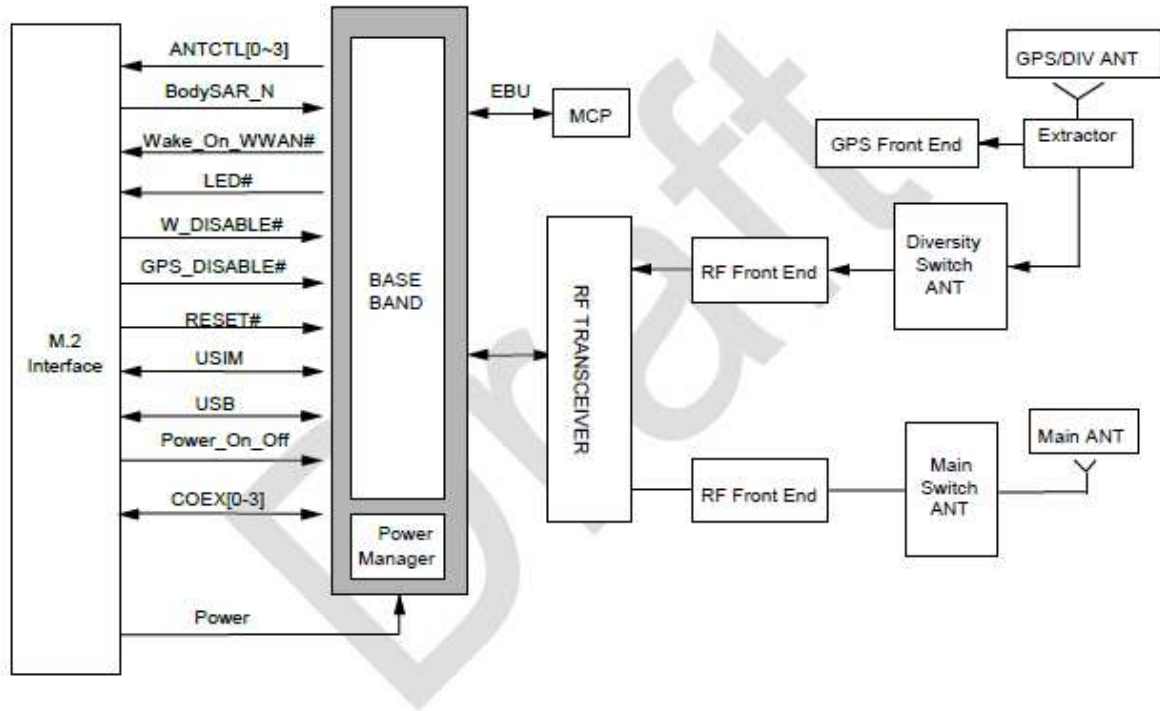 ANTCTL[0~3]
BodySAR_N
Wake_On_WWAN#
LED#
W_DISABLE#
GPS_DISABLE#
RESET#
USIM
USB
Power_On_Off
COEX[0-3]
Power
M.2
Interface
BASE
BAND
Power
Manager
EBU
MCP
RF TRANSCEIVER
GPS/DIV ANT
Extractor
GPS Front End
Diversity
Switch
ANT
RF Front End
Main ANT
Main
Switch
ANT
RF Front End
Draft